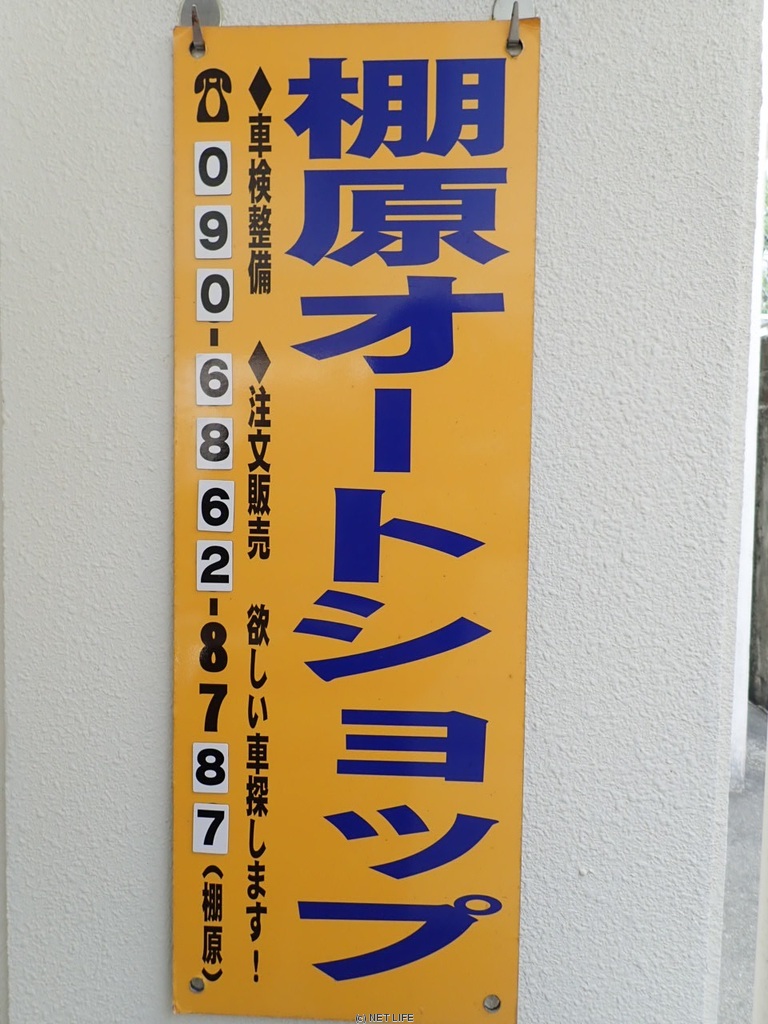 棚原オートショップ
◆車検整備 ◆注文販売 欲しい車探します!
☎090-6862-8787(棚原)
(C) NET LIFE